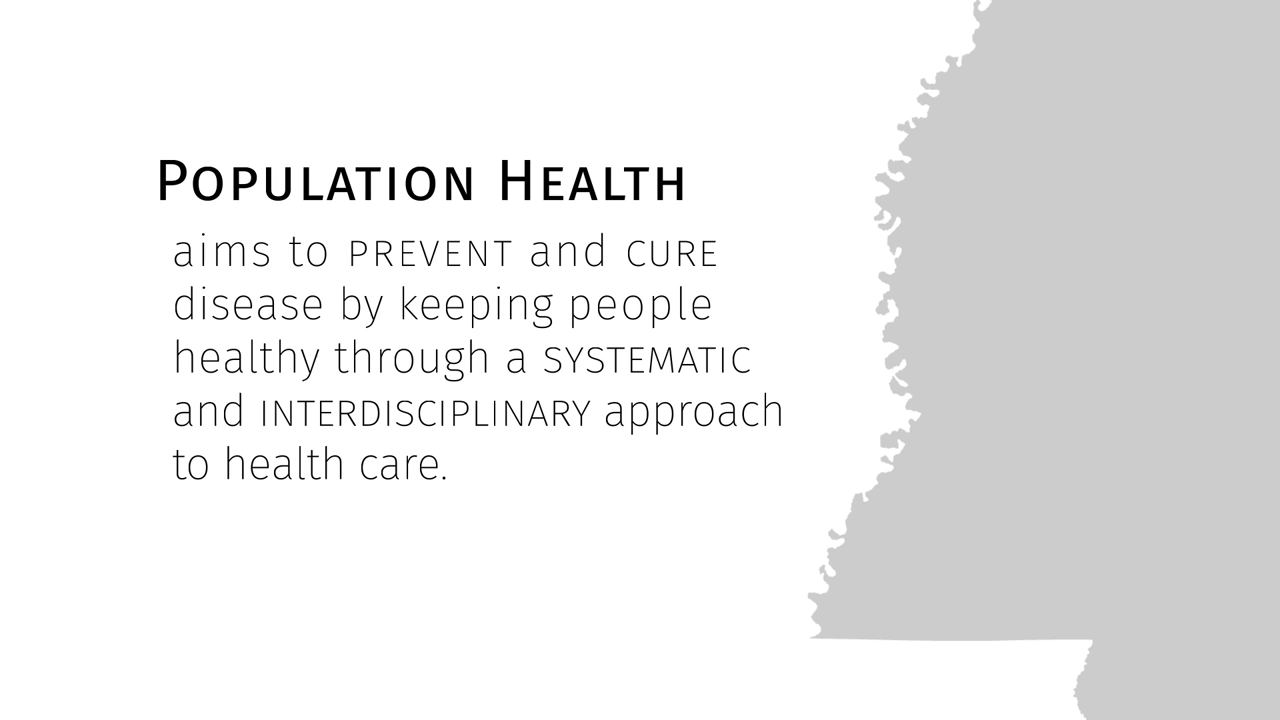 Population Health
aims to PREVENT and CURE
disease by keeping people
healthy through a SYSTEMATIC
and INTERDISCIPLINARY approach
to health care.